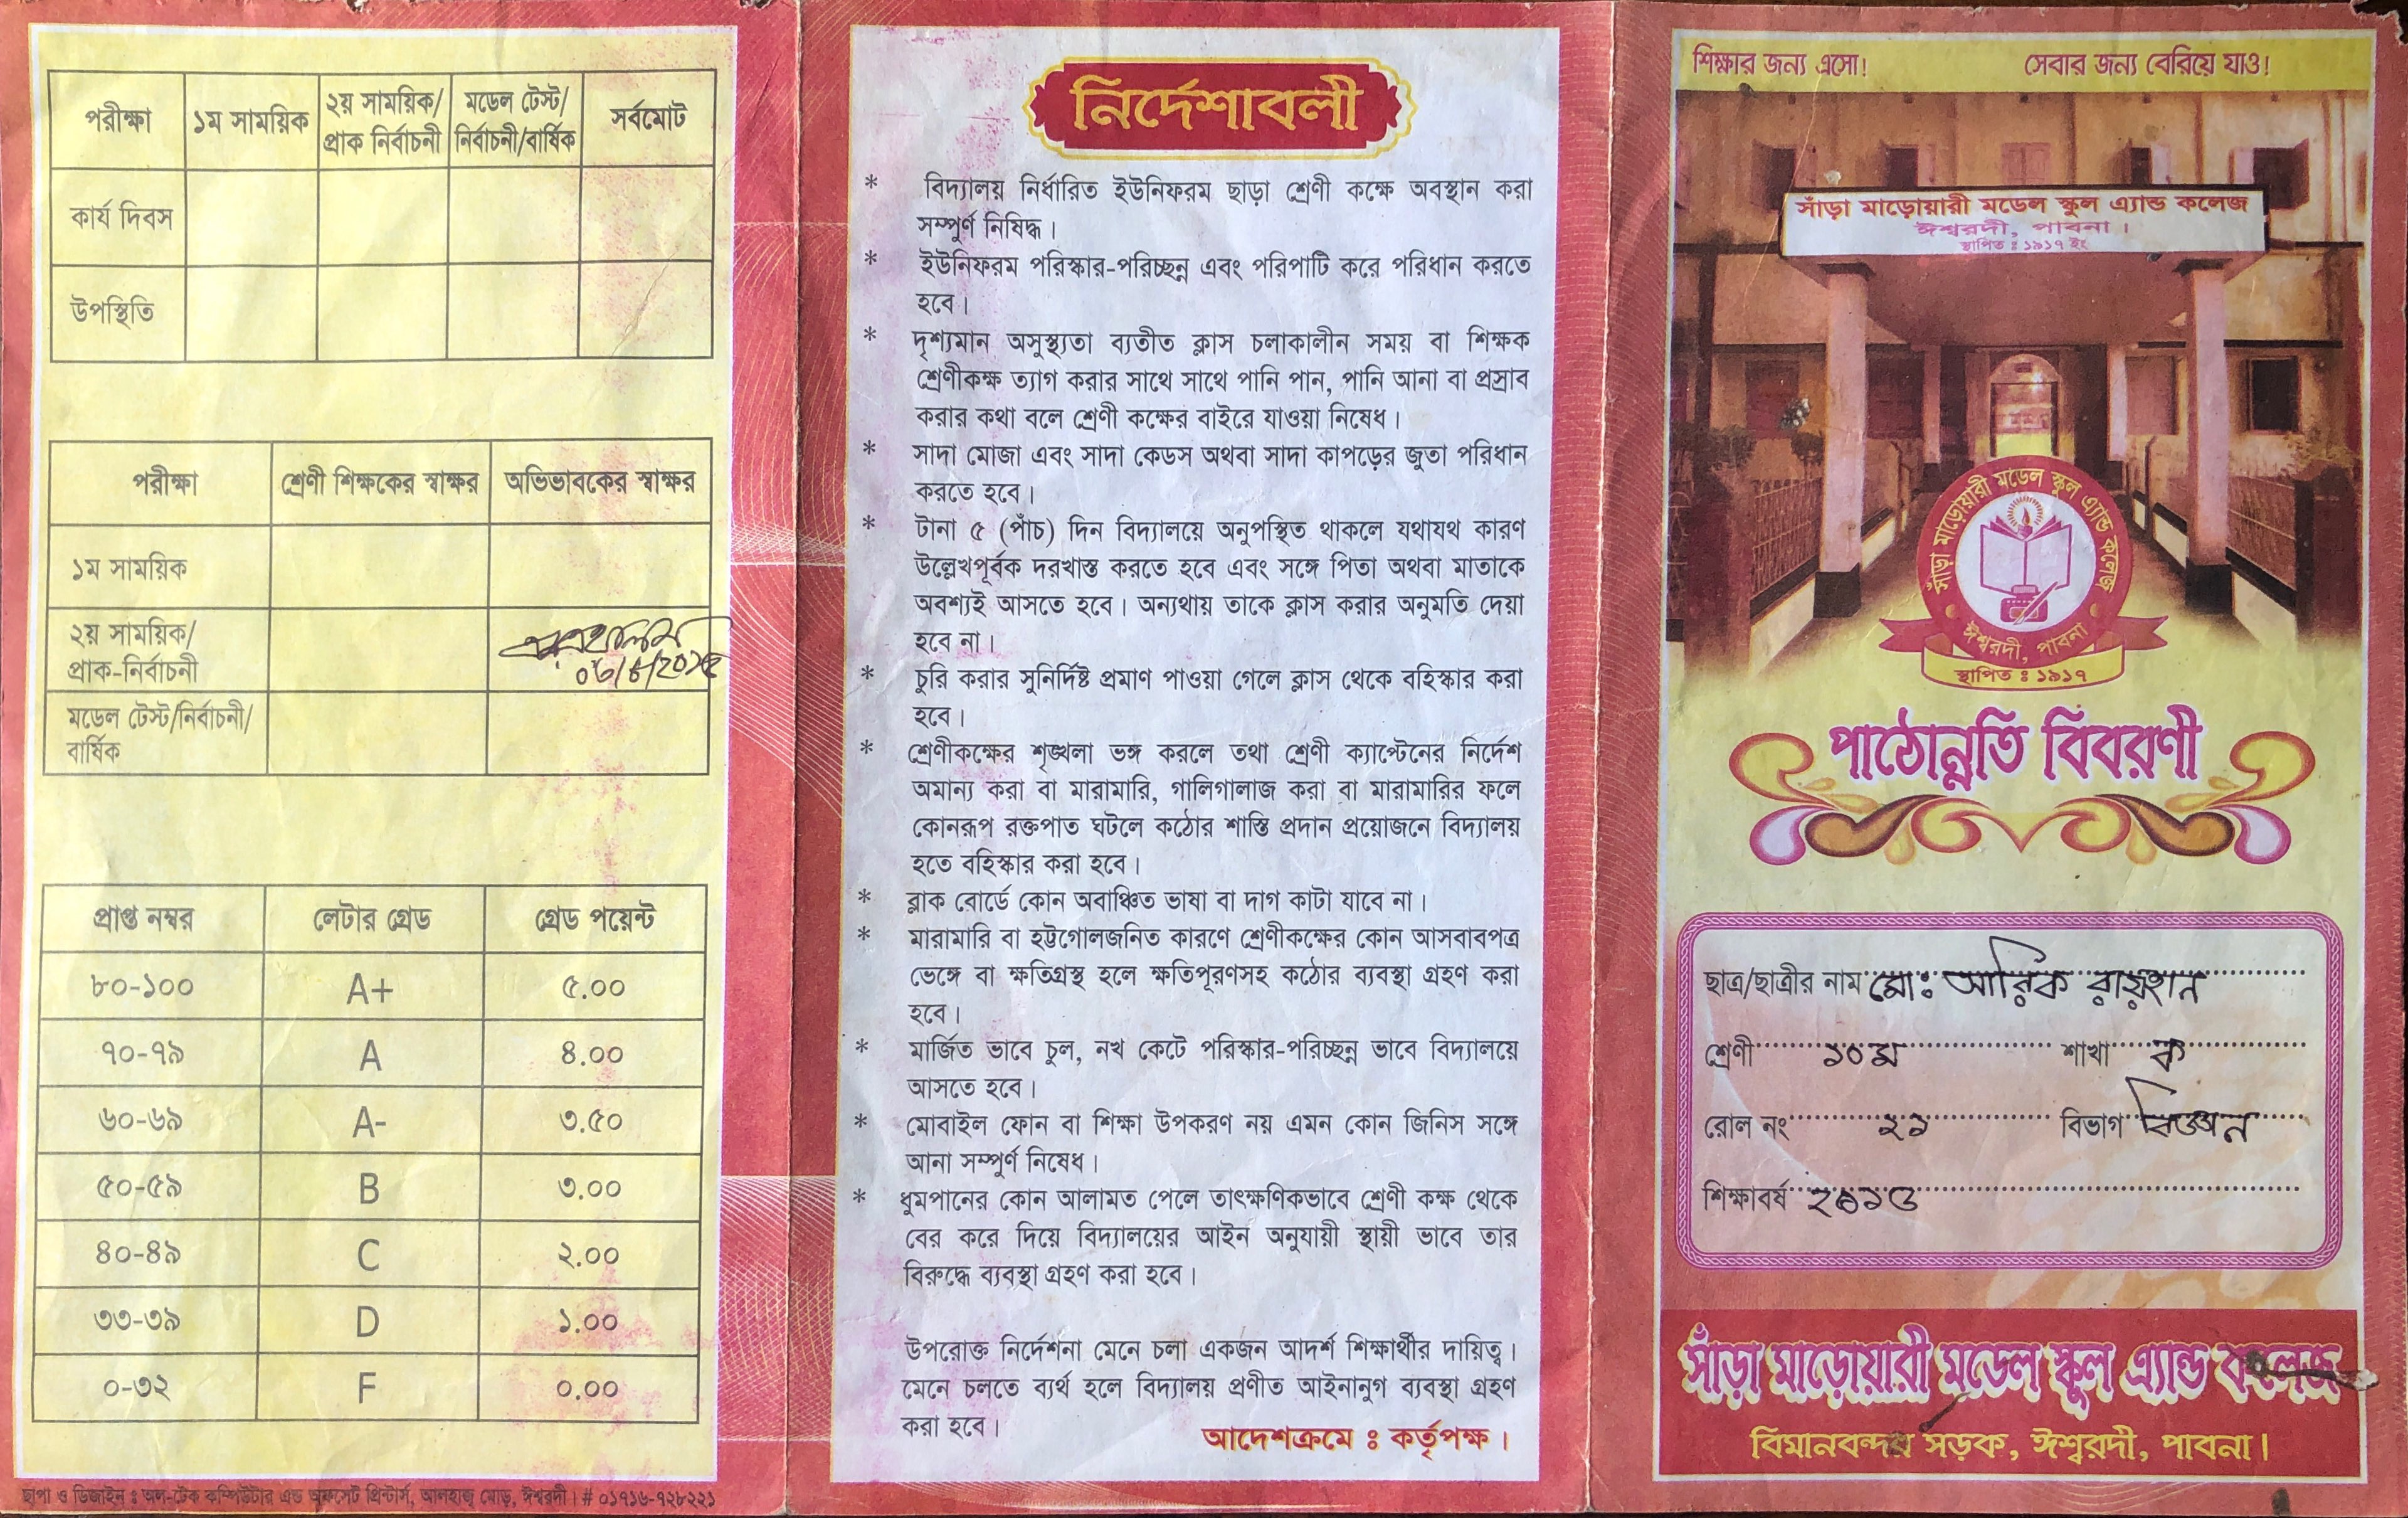 পরীক্ষা ১ম সাময়িক ২য় সাময়িক/ প্রাক নির্বাচনী মডেল টেস্ট/ নির্বাচনী/বার্ষিক সর্বমোট
কার্য দিবস
উপস্থিতি
পরীক্ষা শ্রেণী শিক্ষকের স্বাক্ষর অভিভাবকের স্বাক্ষর
১ম সাময়িক
২য় সাময়িক/
প্রাক-নির্বাচনী
মডেল টেস্ট/নির্বাচনী/
বার্ষিক
প্রাপ্ত নম্বর লেটার গ্রেড গ্রেড পয়েন্ট
৮০-১০০ A+ ৫.০০
৭০-৭৯ A ৪.০০
৬০-৬৯ A- ৩.৫০
৫০-৫৯ B ৩.০০
৪০-৪৯ C ২.০০
৩৩-৩৯ D ১.০০
০-৩২ F ০.০০
ছাপা ও ডিজাইন : অল-টেক কম্পিউটার এন্ড অফসেট প্রিন্টার্স, আলহাজ্ব মোড়, ঈশ্বরদী। # ০১৭১৬-৭২৮২২১
নির্দেশাবলী
* বিদ্যালয় নির্ধারিত ইউনিফরম ছাড়া শ্রেণী কক্ষে অবস্থান করা
সম্পুর্ণ নিষিদ্ধ।
* ইউনিফরম পরিস্কার-পরিচ্ছন্ন এবং পরিপাটি করে পরিধান করতে
হবে।
* দৃশ্যমান অসুস্থ্যতা ব্যতীত ক্লাস চলাকালীন সময় বা শিক্ষক
শ্রেণীকক্ষ ত্যাগ করার সাথে সাথে পানি পান, পানি আনা বা প্রস্রাব
করার কথা বলে শ্রেণী কক্ষের বাইরে যাওয়া নিষেধ।
* সাদা মোজা এবং সাদা কেডস অথবা সাদা কাপড়ের জুতা পরিধান
করতে হবে।
* টানা ৫ (পাঁচ) দিন বিদ্যালয়ে অনুপস্থিত থাকলে যথাযথ কারণ
উল্লেখপূর্বক দরখাস্ত করতে হবে এবং সঙ্গে পিতা অথবা মাতাকে
অবশ্যই আসতে হবে। অন্যথায় তাকে ক্লাস করার অনুমতি দেয়া
হবে না।
* চুরি করার সুনির্দিষ্ট প্রমাণ পাওয়া গেলে ক্লাস থেকে বহিস্কার করা
হবে।
* শ্রেণীকক্ষের শৃঙ্খলা ভঙ্গ করলে তথা শ্রেণী ক্যাপ্টেনের নির্দেশ
অমান্য করা বা মারামারি, গালিগালাজ করা বা মারামারির ফলে
কোনরূপ রক্তপাত ঘটলে কঠোর শাস্তি প্রদান প্রয়োজনে বিদ্যালয়
হতে বহিস্কার করা হবে।
* ব্লাক বোর্ডে কোন অবাঞ্চিত ভাষা বা দাগ কাটা যাবে না।
* মারামারি বা হট্টগোলজনিত কারণে শ্রেণীকক্ষের কোন আসবাবপত্র
ভেঙ্গে বা ক্ষতিগ্রস্থ হলে ক্ষতিপূরণসহ কঠোর ব্যবস্থা গ্রহণ করা
হবে।
* মার্জিত ভাবে চুল, নখ কেটে পরিস্কার-পরিচ্ছন্ন ভাবে বিদ্যালয়ে
আসতে হবে।
* মোবাইল ফোন বা শিক্ষা উপকরণ নয় এমন কোন জিনিস সঙ্গে
আনা সম্পুর্ণ নিষেধ।
* ধুমপানের কোন আলামত পেলে তাৎক্ষণিকভাবে শ্রেণী কক্ষ থেকে
বের করে দিয়ে বিদ্যালয়ের আইন অনুযায়ী স্থায়ী ভাবে তার
বিরুদ্ধে ব্যবস্থা গ্রহণ করা হবে।
উপরোক্ত নির্দেশনা মেনে চলা একজন আদর্শ শিক্ষার্থীর দায়িত্ব।
মেনে চলতে ব্যর্থ হলে বিদ্যালয় প্রণীত আইনানুগ ব্যবস্থা গ্রহণ
করা হবে।
আদেশক্রমে : কর্তৃপক্ষ।
শিক্ষার জন্য এসো! সেবার জন্য বেরিয়ে যাও!
সাঁড়া মাড়োয়ারী মডেল স্কুল এ্যান্ড কলেজ
ঈশ্বরদী, পাবনা।
স্থাপিত : ১৯১৭ ইং
সাঁড়া মাড়োয়ারী মডেল স্কুল এ্যান্ড কলেজ
ঈশ্বরদী, পাবনা
স্থাপিত : ১৯১৭
পাঠোন্নতি বিবরণী
ছাত্র/ছাত্রীর নাম মো: আরিক রায়হান
শ্রেণী ১০ম শাখা ক
রোল নং ২১ বিভাগ বিজ্ঞান
শিক্ষাবর্ষ
সাঁড়া মাড়োয়ারী মডেল স্কুল এ্যান্ড কলেজ
বিমানবন্দর সড়ক, ঈশ্বরদী, পাবনা।